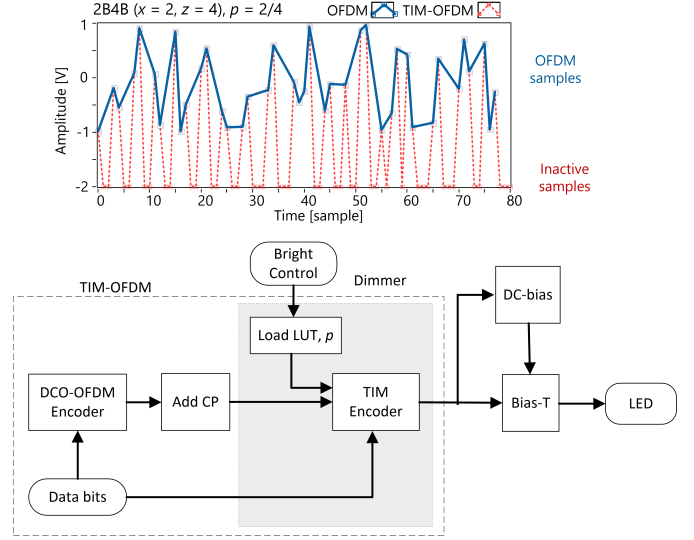 2B4B (x = 2, z = 4), p = 2/4
OFDM
TIM-OFDM
1
0
-1
-2
Amplitude [V]
0 10 20 30 40 50 60 70 80
Time [sample]
OFDM
samples
Inactive
samples
Bright
Control
TIM-OFDM
Dimmer
DC-bias
Load LUT, p
DCO-OFDM
Encoder
Add CP
TIM
Encoder
Bias-T
LED
Data bits